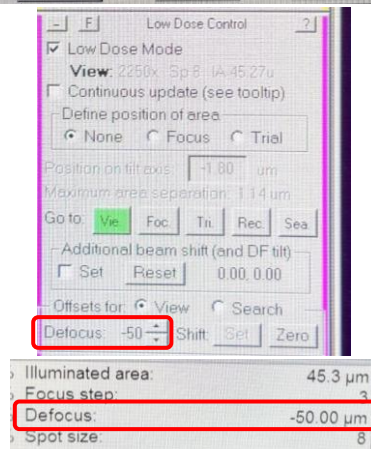 - F Low Dose Control ?
Low Dose Mode
View: 2250x Sp 8 IA 45.27u
Continuous update (see tooltip)
Define position of area
None Focus Trial
Position on tilt axis: -1.80 um
Maximum area separation: 1.14 um
Go to: Vie. Foc. Tri. Rec. Sea.
Additional beam shift (and DF tilt)
Set Reset 0.00, 0.00
Offsets for: View Search
Defocus: -50 Shift: Set Zero
Illuminated area: 45.3 µm
Focus step: 3
Defocus: -50.00 µm
Spot size: 8